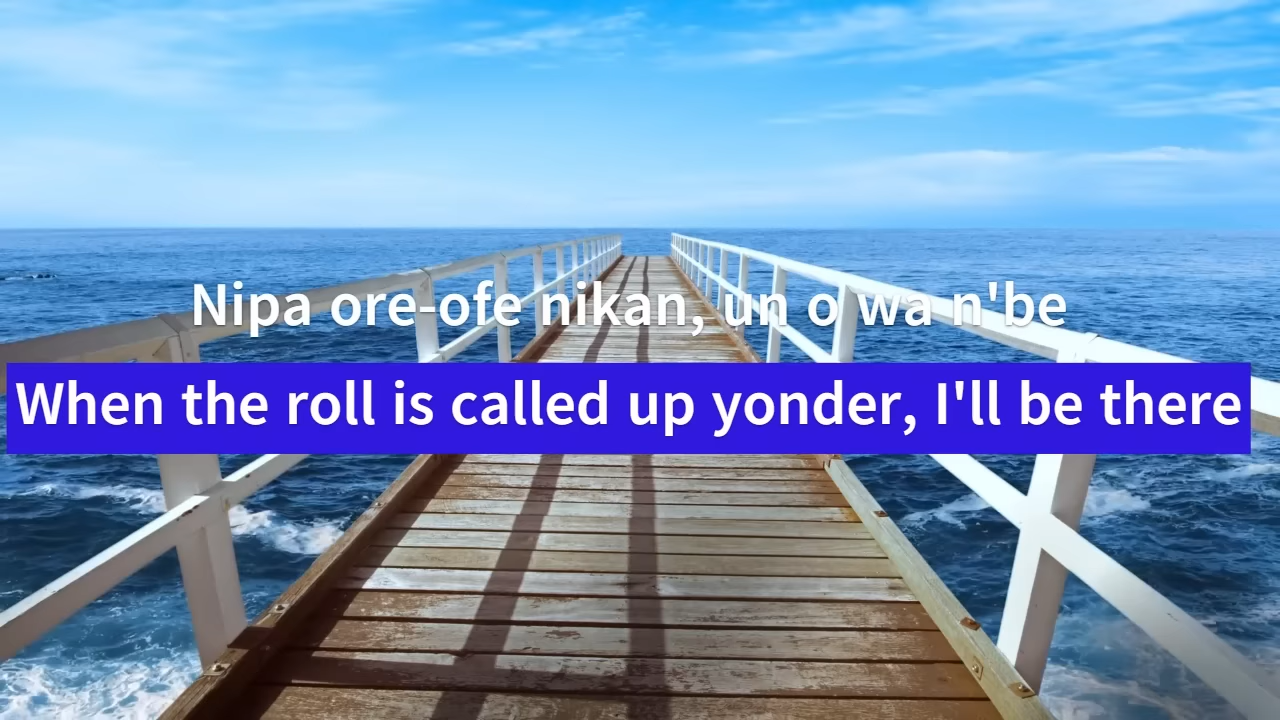 Nipa ore-ofe nikan, un o wa n'be
When the roll is called up yonder, I'll be there